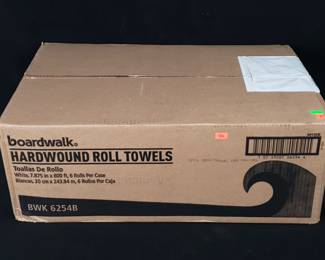 boardwalk®
HARDWOUND ROLL TOWELS
Toallas De Rollo
White, 7.875 in x 800 ft, 6 Rolls Per Case
Blancas, 20 cm x 243.84 m, 6 Rollos Por Caja
BWK 6254B